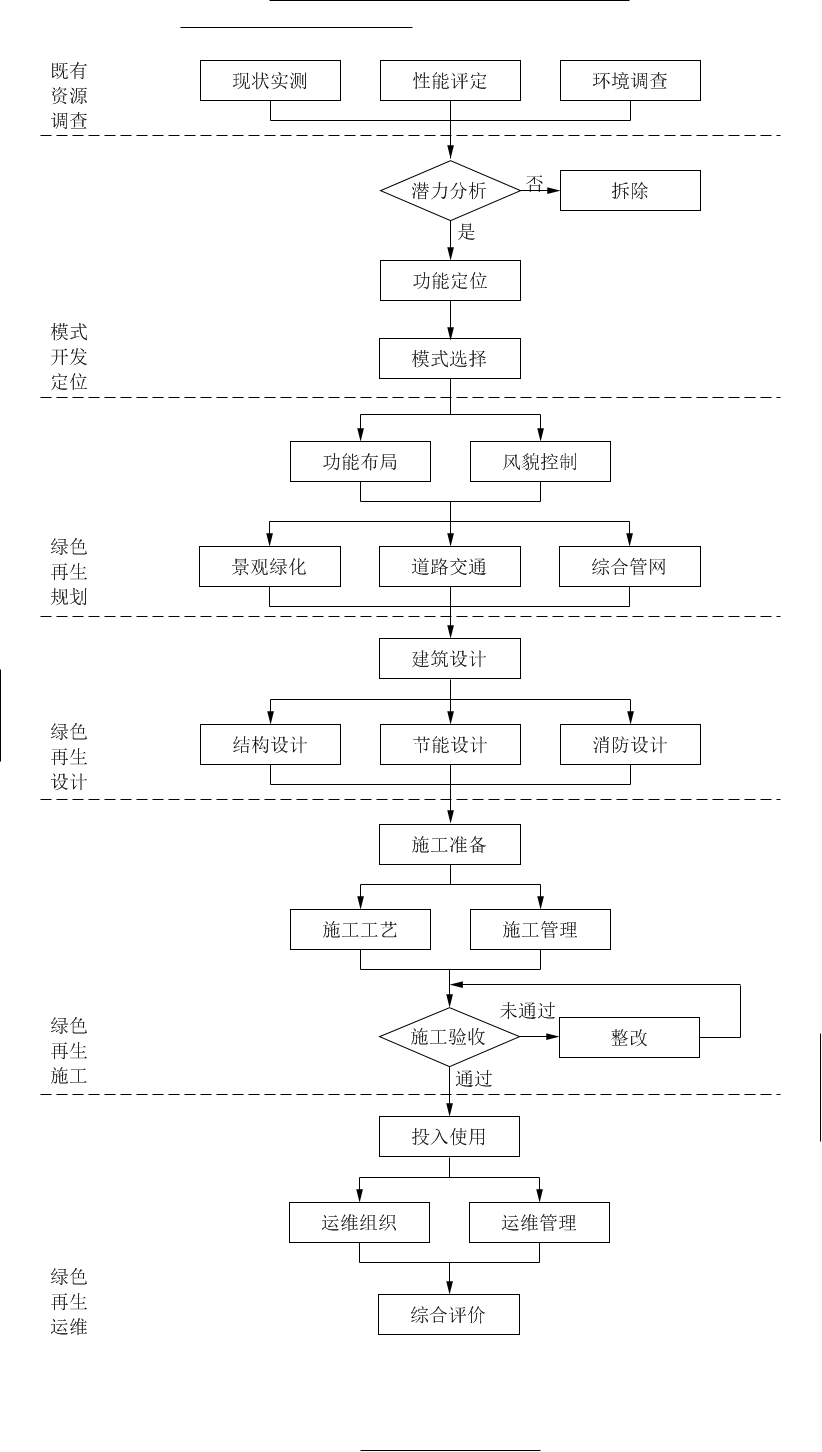 既有
资源
调查
现状实测
性能评定
环境调查
潜力分析
否
拆除
是
功能定位
模式
开发
定位
模式选择
功能布局
风貌控制
绿色
再生
规划
景观绿化
道路交通
综合管网
建筑设计
绿色
再生
设计
结构设计
节能设计
消防设计
施工准备
施工工艺
施工管理
绿色
再生
施工
施工验收
未通过
整改
通过
投入使用
运维组织
运维管理
绿色
再生
运维
综合评价